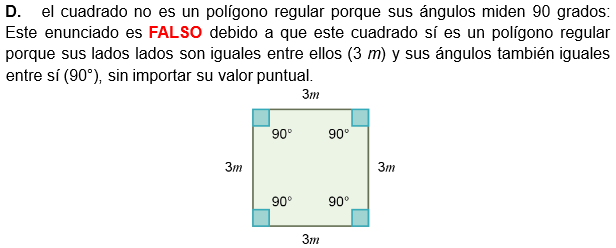 D. el cuadrado no es un polígono regular porque sus ángulos miden 90 grados:
Este enunciado es FALSO debido a que este cuadrado sí es un polígono regular
porque sus lados lados son iguales entre ellos (3 m) y sus ángulos también iguales
entre sí (90°), sin importar su valor puntual.
3m
90° 90°
3m 3m
90° 90°
3m